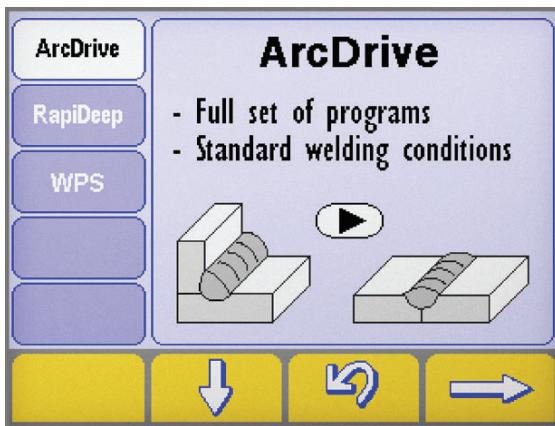 ArcDrive
RapiDeep
WPS
ArcDrive
- Full set of programs
- Standard welding conditions